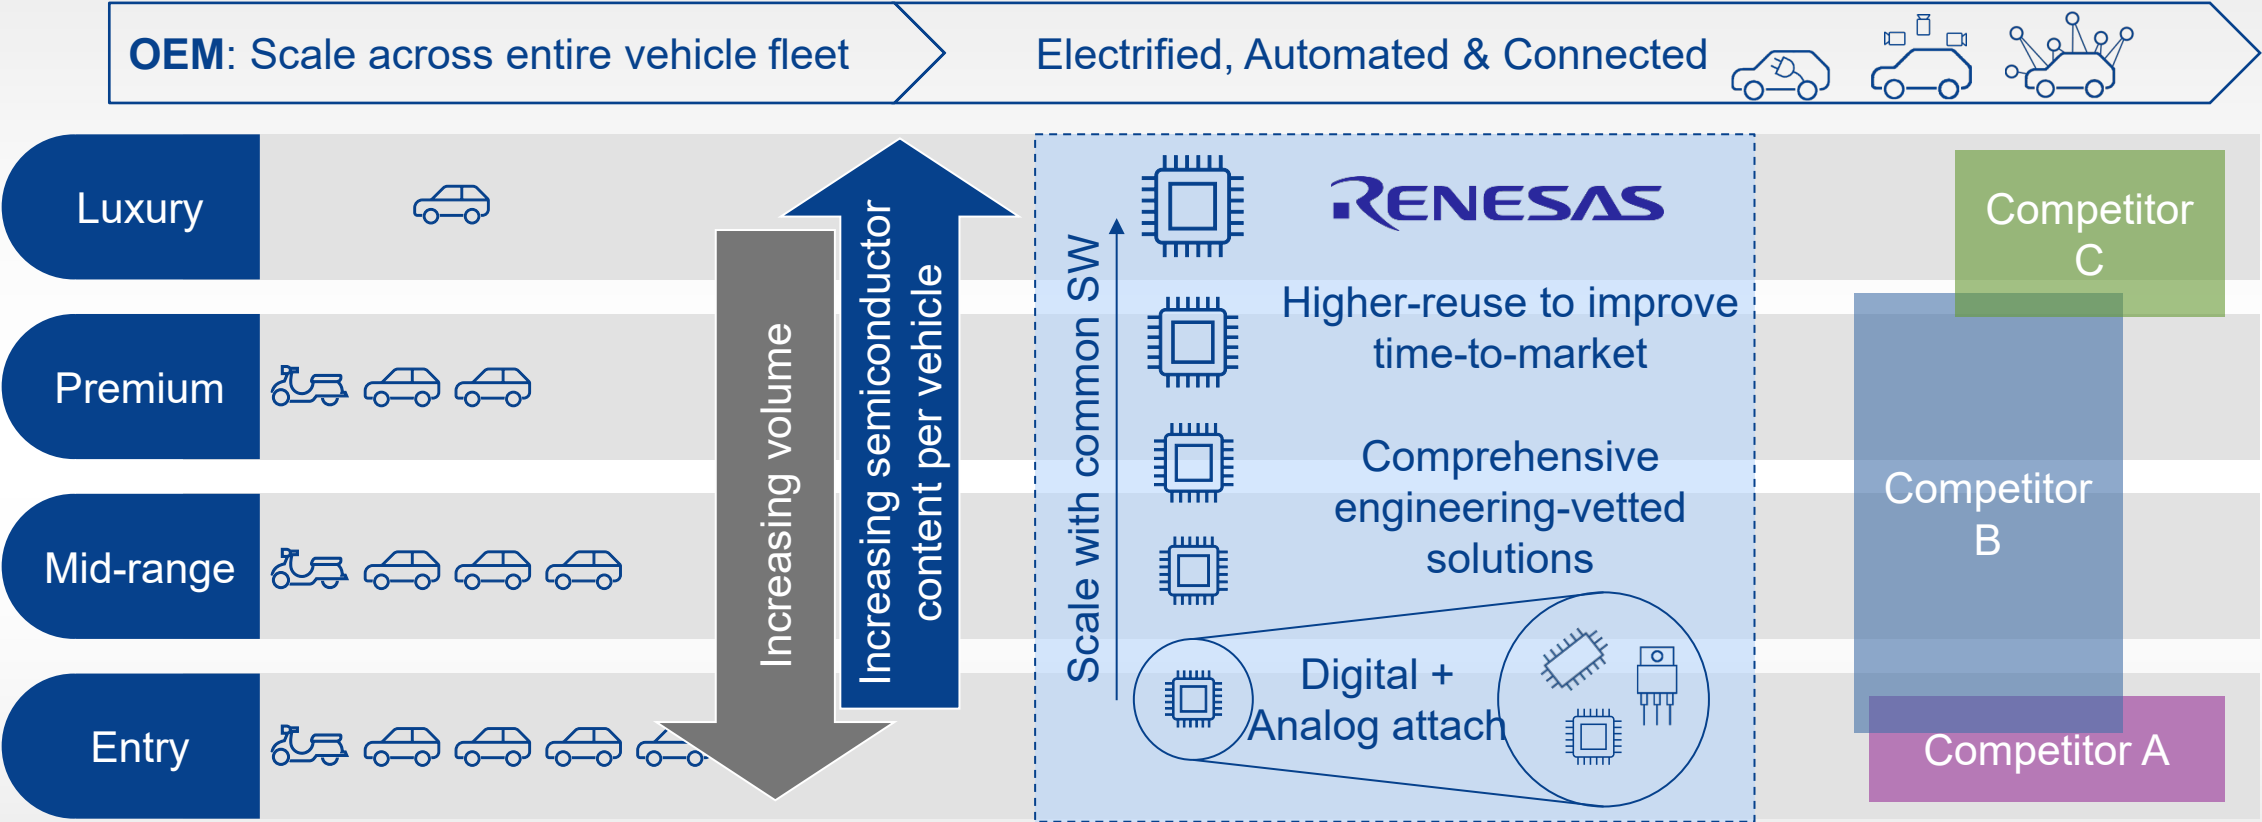 OEM: Scale across entire vehicle fleet
Electrified, Automated & Connected
Luxury
Premium
Mid-range
Entry
Increasing volume
Increasing semiconductor
content per vehicle
Scale with common SW
RENESAS
Higher-reuse to improve
time-to-market
Comprehensive
engineering-vetted
solutions
Digital +
Analog attach
Competitor
C
Competitor
B
Competitor A